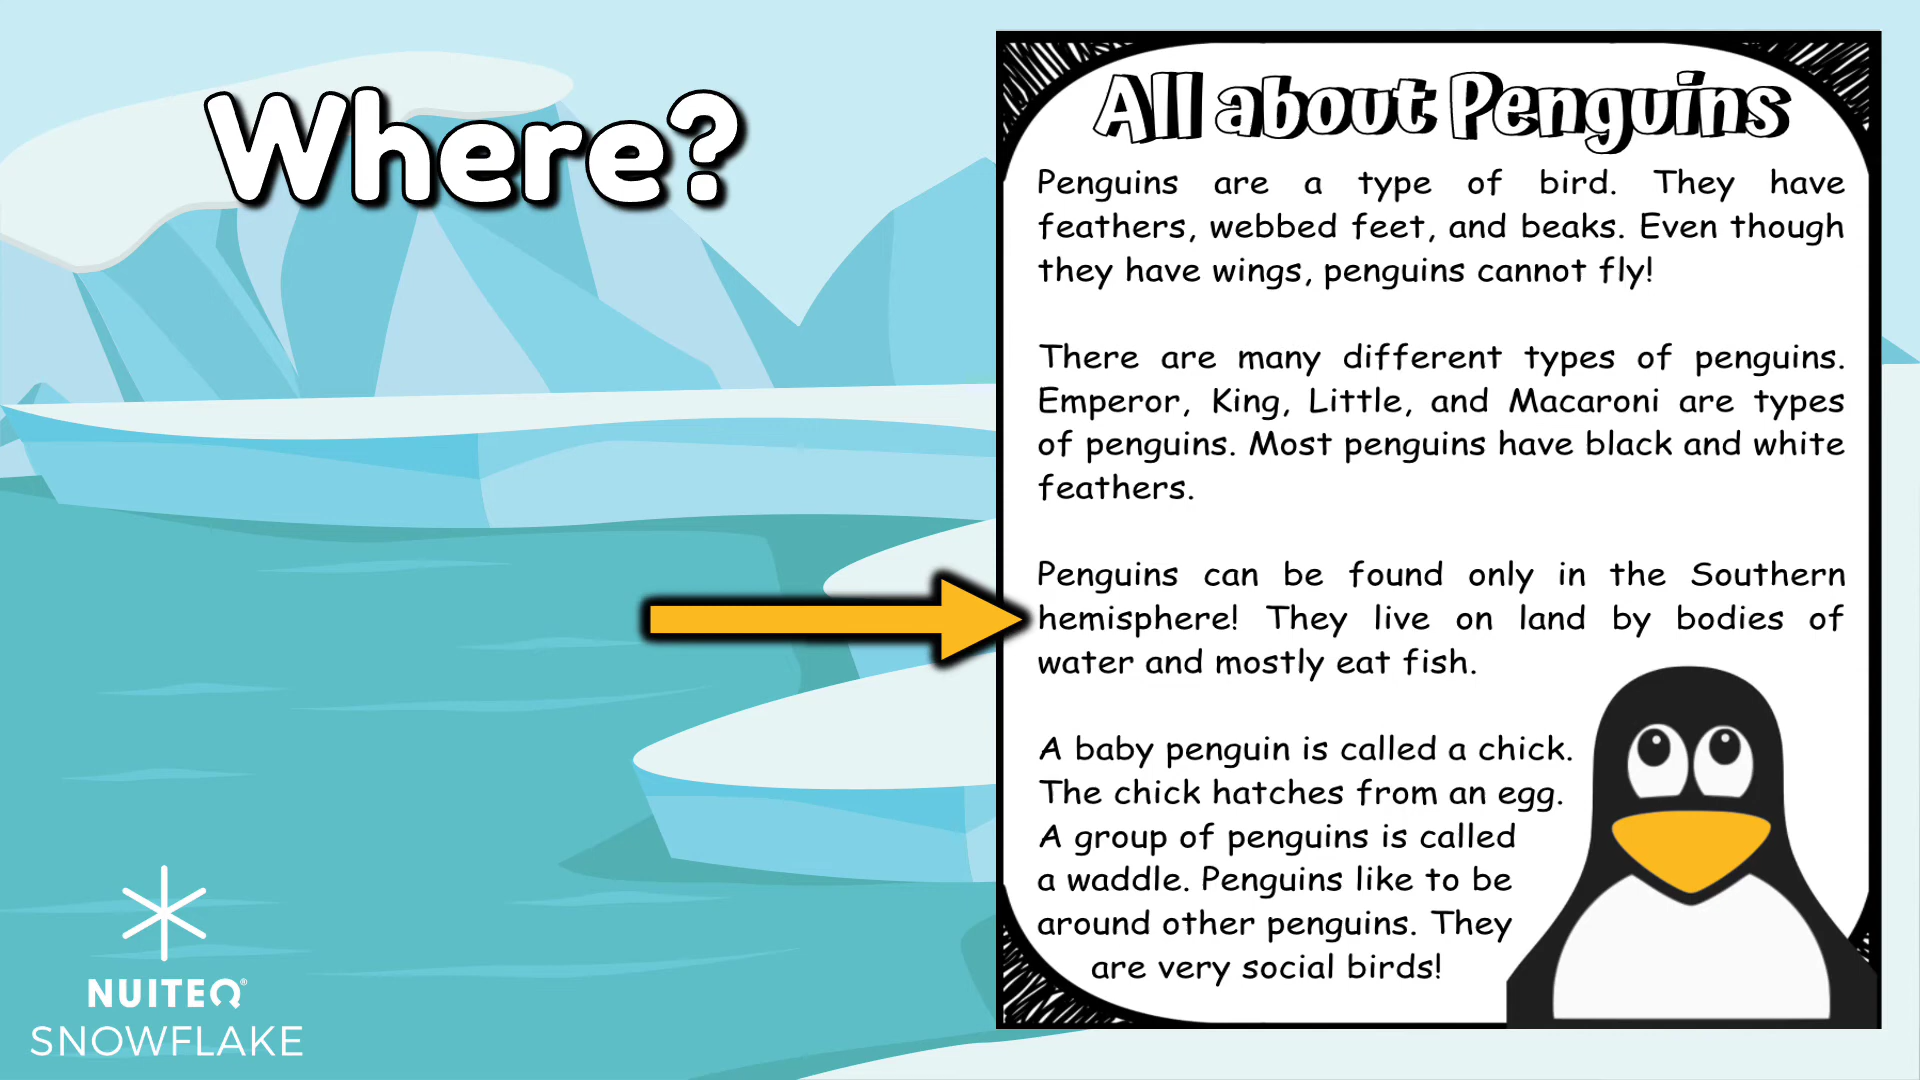 Where?
All about Penguins
Penguins are a type of bird. They have
feathers, webbed feet, and beaks. Even though
they have wings, penguins cannot fly!
There are many different types of penguins.
Emperor, King, Little, and Macaroni are types
of penguins. Most penguins have black and white
feathers.
Penguins can be found only in the Southern
hemisphere! They live on land by bodies of
water and mostly eat fish.
A baby penguin is called a chick.
The chick hatches from an egg.
A group of penguins is called
a waddle. Penguins like to be
around other penguins. They
are very social birds!
NUITEQ®
SNOWFLAKE